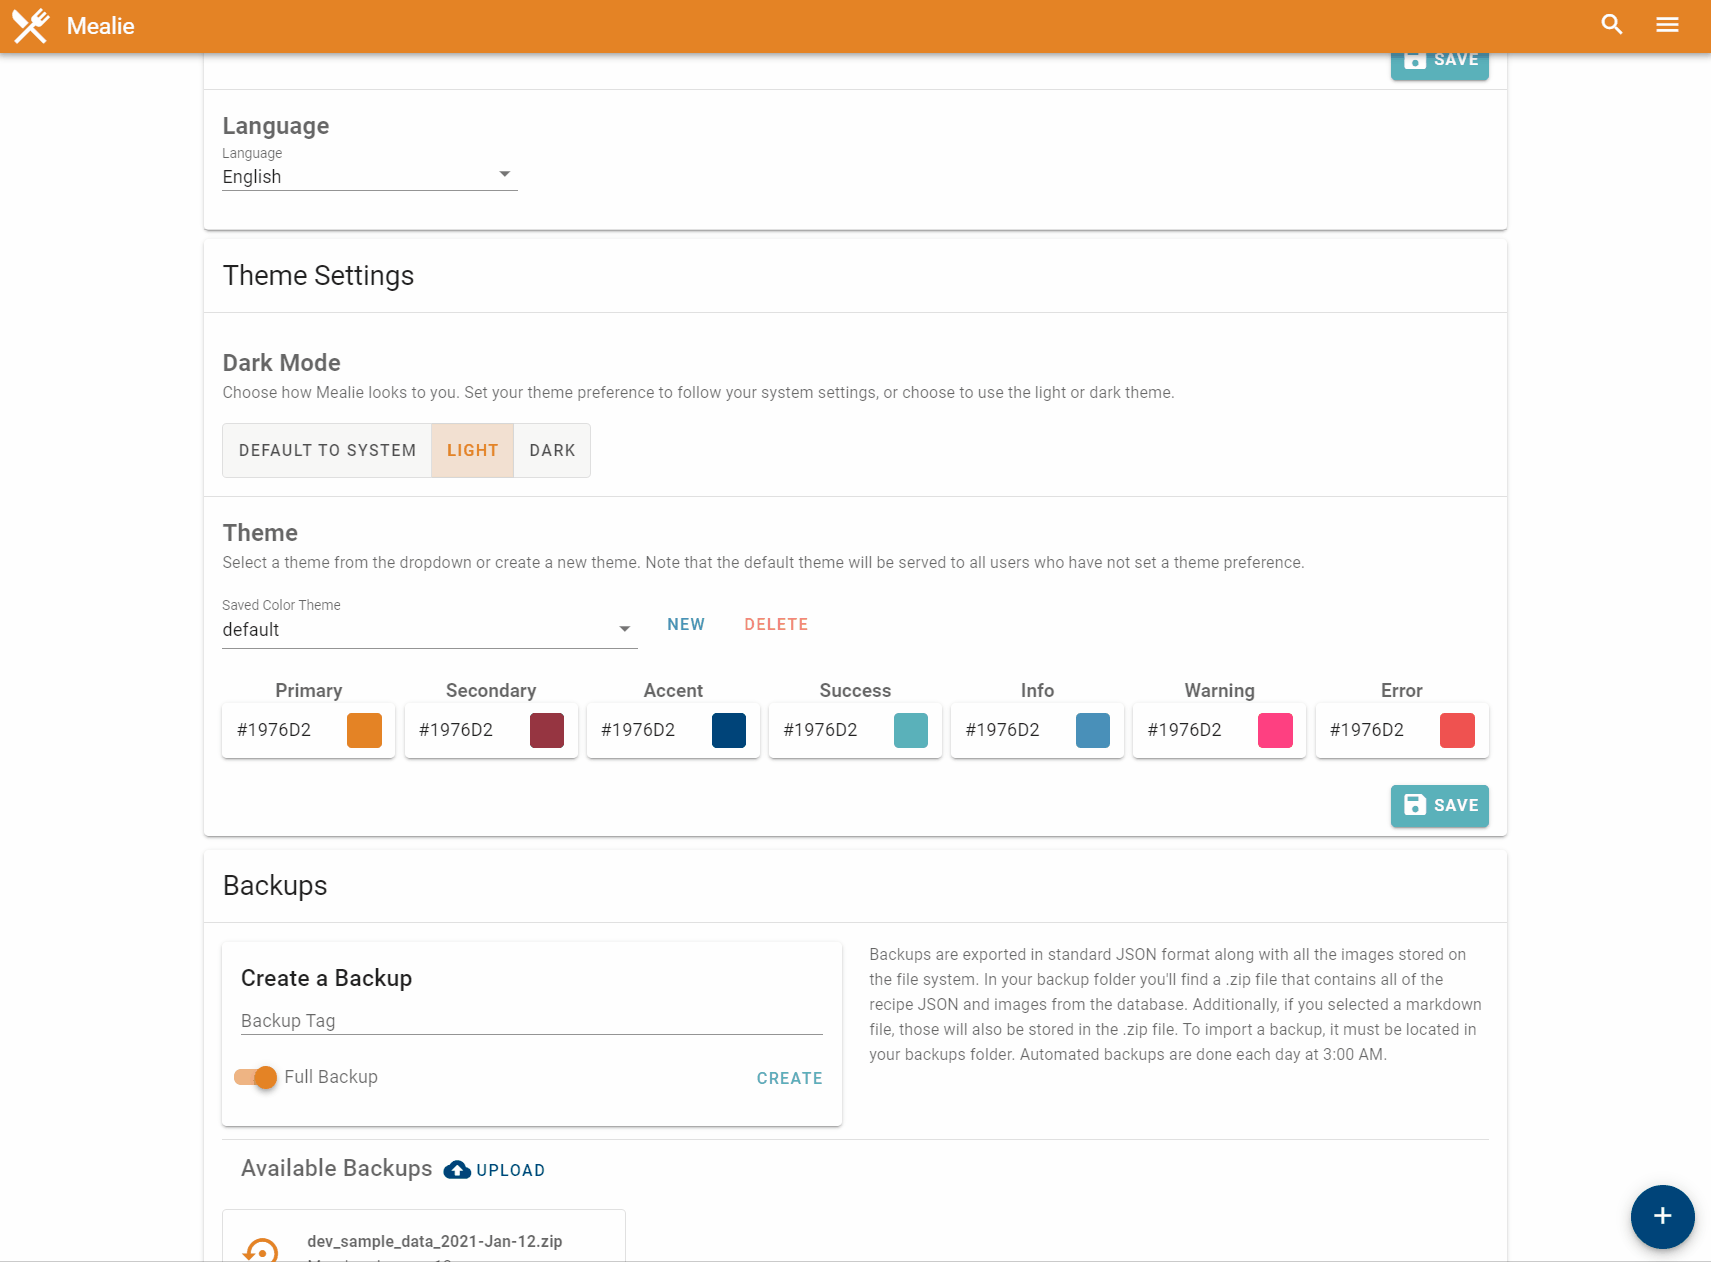 Mealie
SAVE
Language
Language
English
Theme Settings
Dark Mode
Choose how Mealie looks to you. Set your theme preference to follow your system settings, or choose to use the light or dark theme.
DEFAULT TO SYSTEM LIGHT DARK
Theme
Select a theme from the dropdown or create a new theme. Note that the default theme will be served to all users who have not set a theme preference.
Saved Color Theme
default NEW DELETE
Primary Secondary Accent Success Info Warning Error
#1976D2 #1976D2 #1976D2 #1976D2 #1976D2 #1976D2 #1976D2
SAVE
Backups
Create a Backup
Backup Tag
Full Backup CREATE
Backups are exported in standard JSON format along with all the images stored on
the file system. In your backup folder you'll find a .zip file that contains all of the
recipe JSON and images from the database. Additionally, if you selected a markdown
file, those will also be stored in the .zip file. To import a backup, it must be located in
your backups folder. Automated backups are done each day at 3:00 AM.
Available Backups UPLOAD
dev_sample_data_2021-Jan-12.zip
+